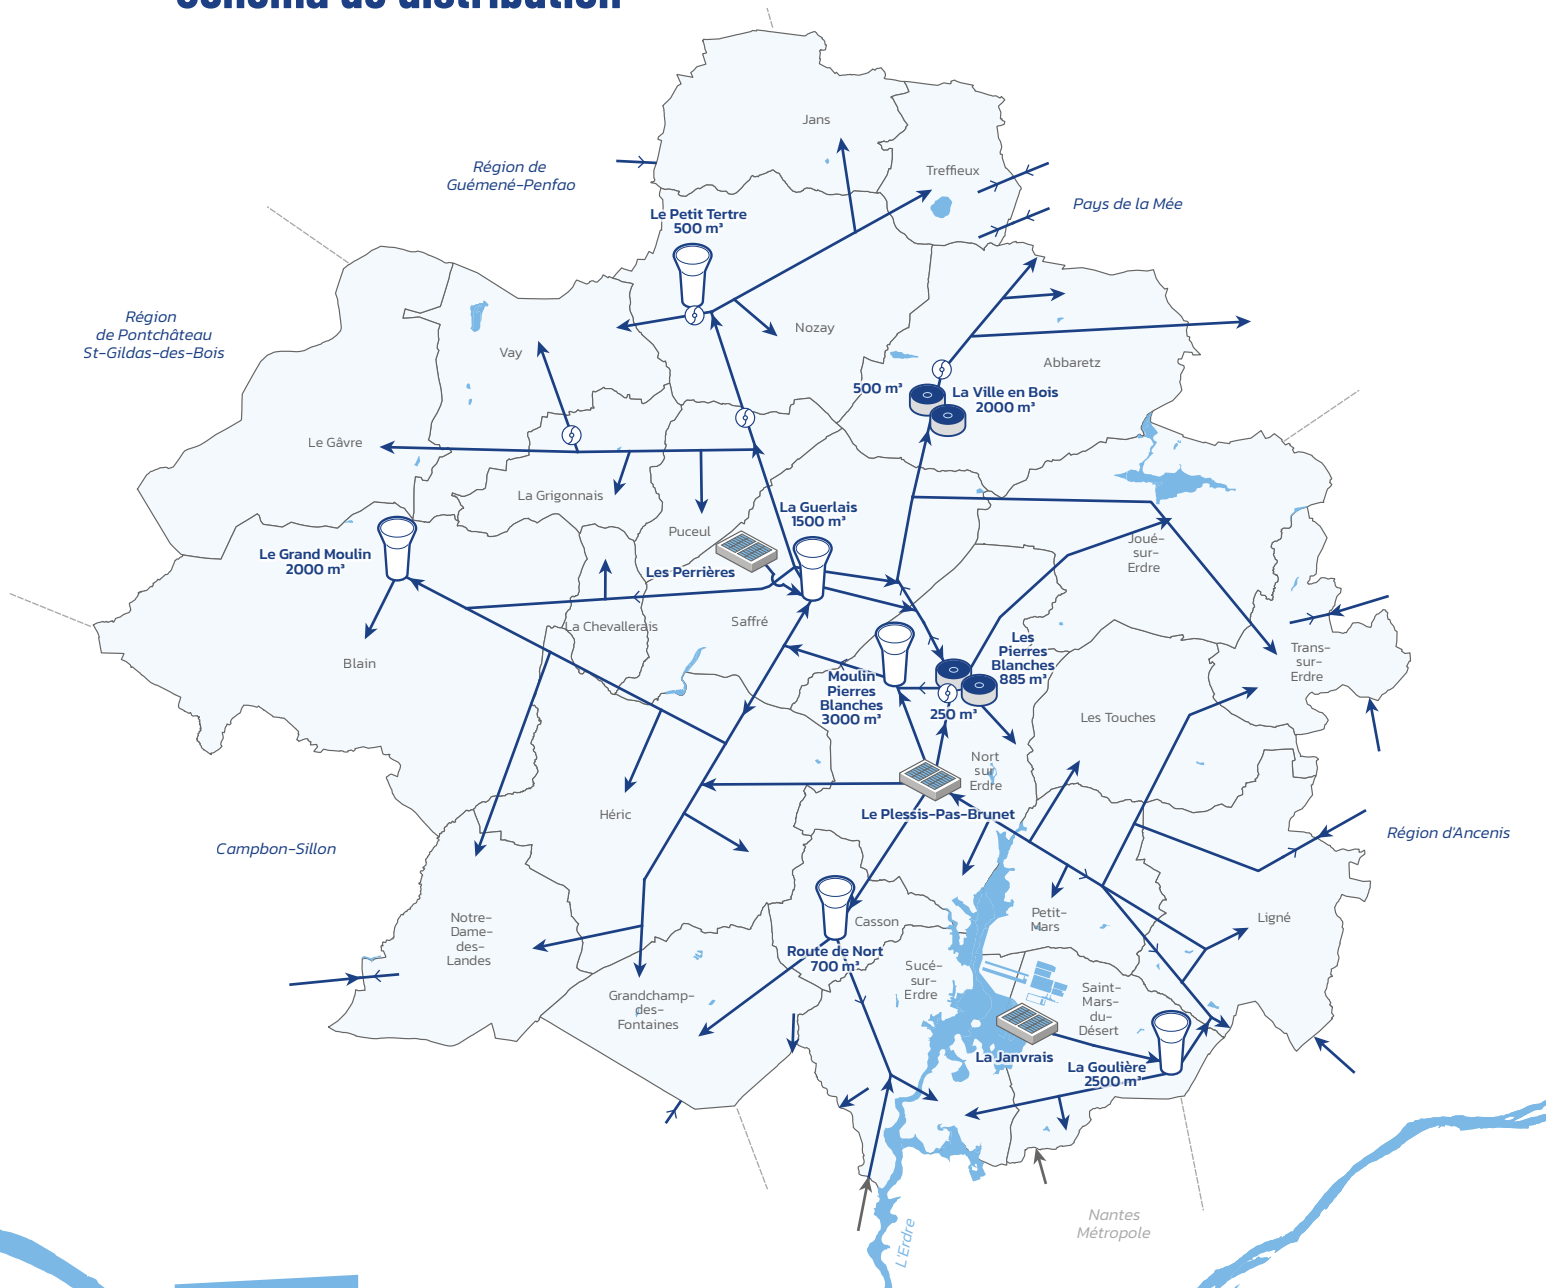 schéma de distribution
Jans
Treffieux
Région de
Guémené-Penfao
Pays de la Mée
Le Petit Tertre
500 m³
Nozay
Région
de Pontchâteau
St-Gildas-des-Bois
Vay
Abbaretz
500 m³
La Ville en Bois
2000 m³
Le Gâvre
La Grigonnais
La Guerlais
1500 m³
Puceul
Joué-
sur-
Erdre
Le Grand Moulin
2000 m³
Les Perrières
La Chevallerais
Saffré
Les
Pierres
Blanches
885 m³
Trans-
sur-
Erdre
Blain
Moulin
Pierres
Blanches
3000 m³
250 m³
Les Touches
Nort
sur
Erdre
Héric
Le Plessis-Pas-Brunet
Région d'Ancenis
Campbon-Sillon
Notre-
Dame-
des-
Landes
Casson
Petit-
Mars
Ligné
Route de Nort
700 m³
Sucé-
sur-
Erdre
Grandchamp-
des-
Fontaines
Saint-
Mars-
du-
Désert
La Janvrais
La Goulière
2500 m³
Nantes
Métropole
L'Erdre